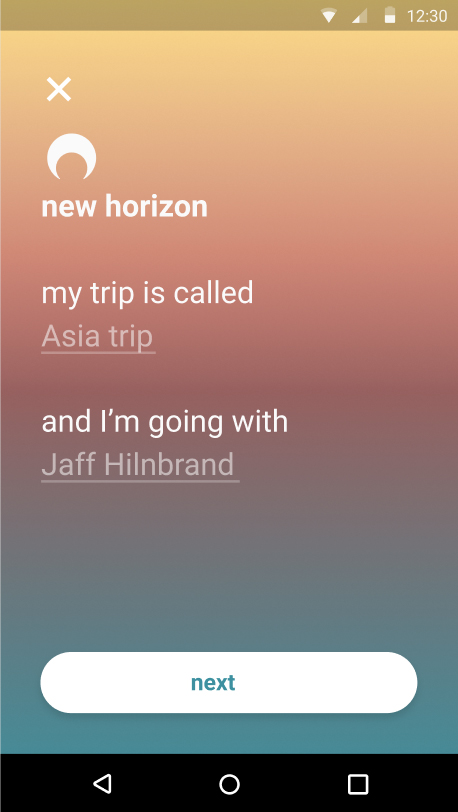 12:30
new horizon
my trip is called
Asia trip
and I’m going with
Jaff Hilnbrand
next